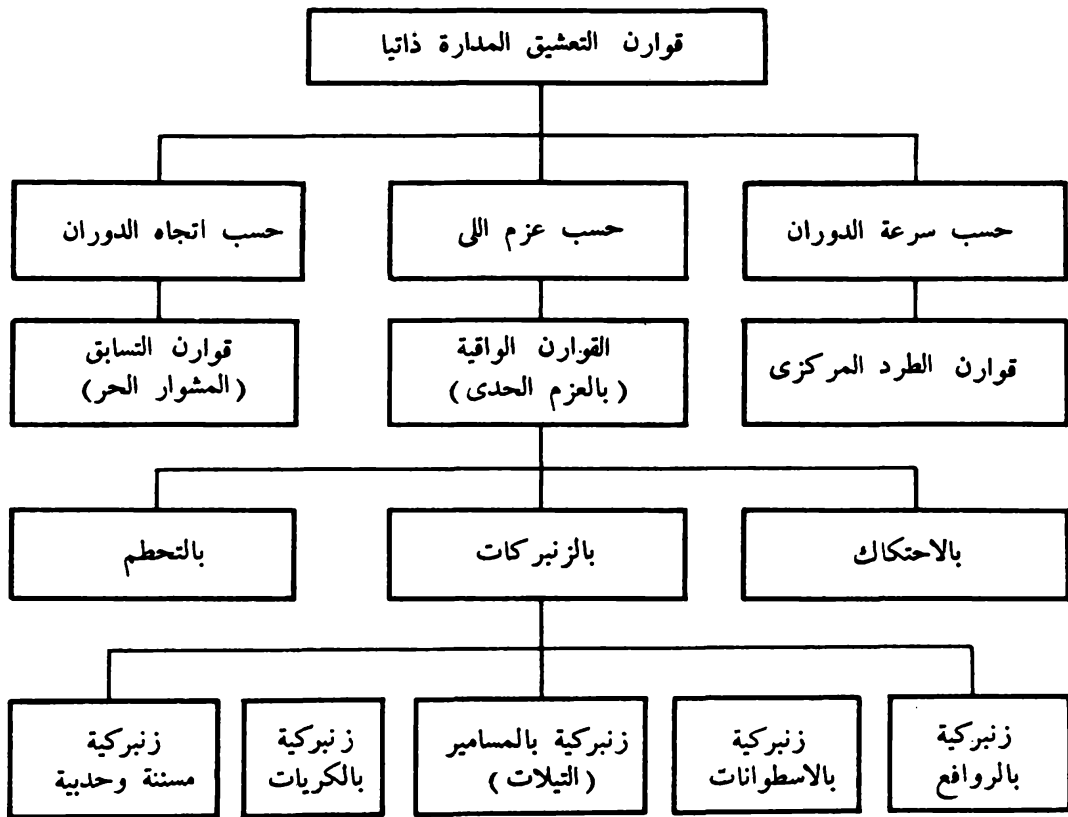 قوارن التعشيق المدارة ذاتيا
حسب سرعة الدوران
حسب عزم اللى
حسب اتجاه الدوران
قوارن الطرد المركزى
القوارن الواقية
(بالعزم الحدى)
قوارن التسابق
(المشوار الحر)
بالاحتكاك
بالزنبركات
بالتحطم
زنبركية
بالروافع
زنبركية
بالاسطوانات
زنبركية بالمسامير
(التيلات)
زنبركية
بالكريات
زنبركية
مسننة وحدبية